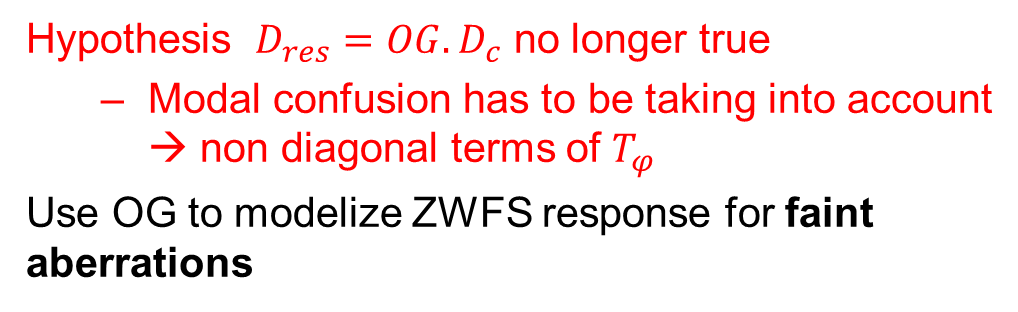 Hypothesis D_res = OG. D_c no longer true
– Modal confusion has to be taking into account
→ non diagonal terms of T_φ
Use OG to modelize ZWFS response for faint
aberrations